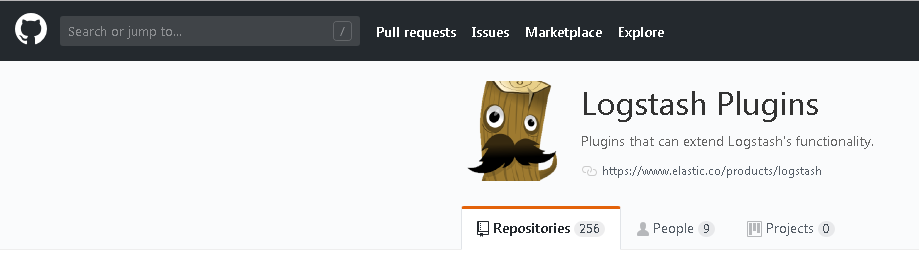 Search or jump to... / Pull requests Issues Marketplace Explore
Logstash Plugins
Plugins that can extend Logstash's functionality.
https://www.elastic.co/products/logstash
Repositories 256 People 9 Projects 0